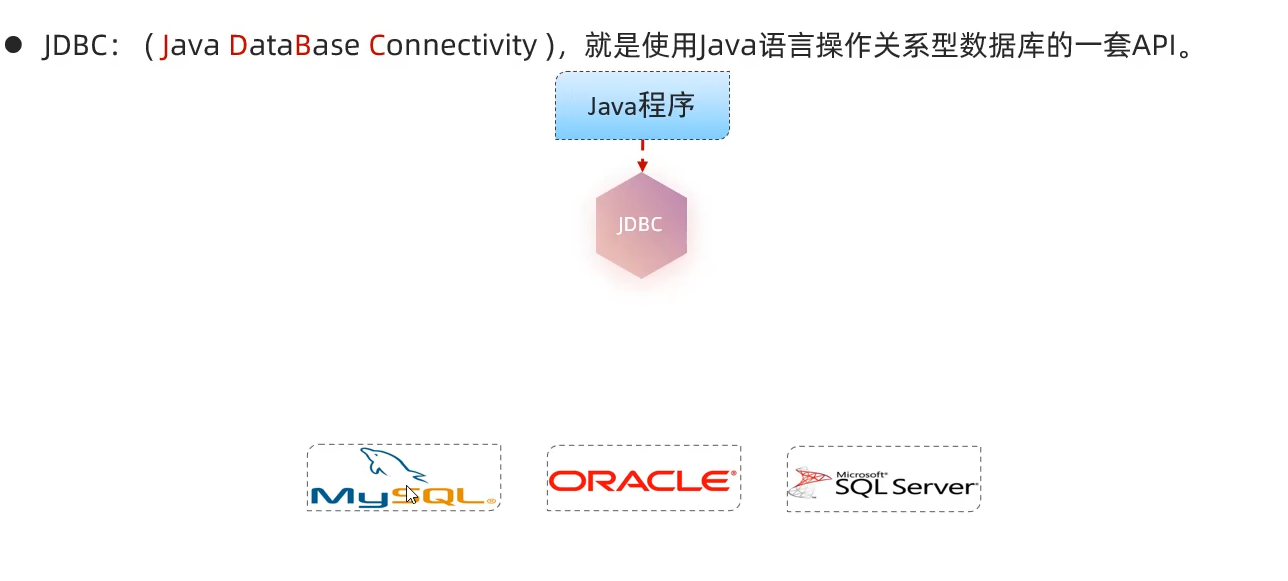 ● JDBC：（Java DataBase Connectivity），就是使用Java语言操作关系型数据库的一套API。
Java程序
JDBC
MySQL®
ORACLE®
Microsoft®
SQL Server